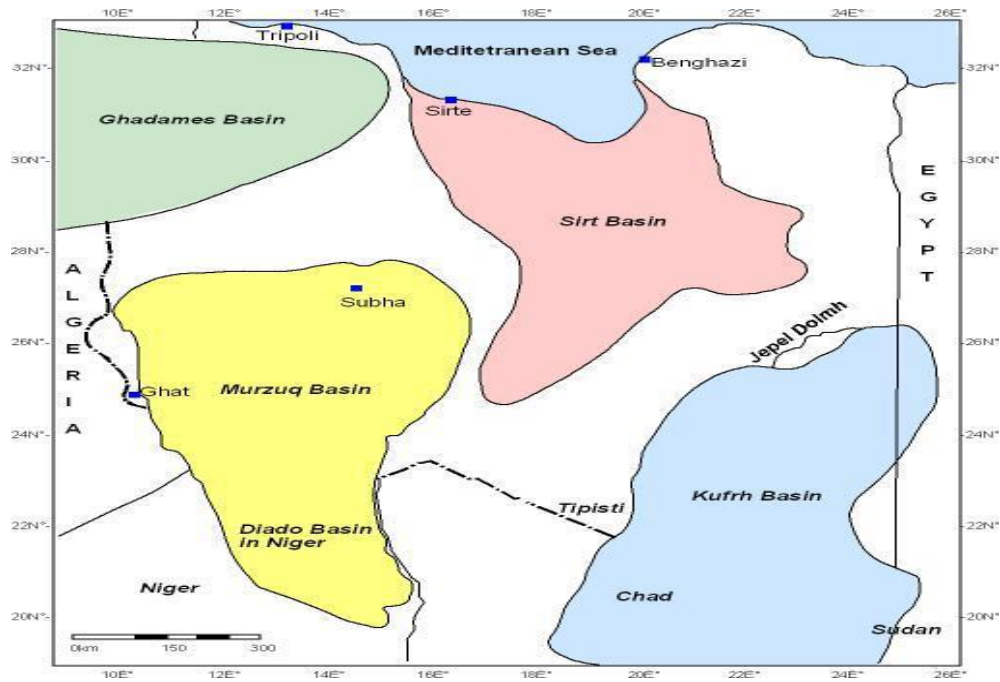 10E° 12E° 14E° 16E° 18E° 20E° 22E° 24E° 26E°
Tripoli
Meditetranean Sea
Benghazi
32N°
32N°
Sirte
Ghadames Basin
30N°
30N°
EGYPT
Sirt Basin
28N°
28N°
ALGERIA
Subha
Jepel Dolmh
26N°
26N°
Ghat
Murzuq Basin
24N°
24N°
Kufrh Basin
Tipisti
22N°
22N°
Diado Basin
in Niger
Niger
Chad
20N°
20N°
Sudan
0km 150 300
10E° 12E° 14E° 16E° 18E° 20E° 22E° 24E° 26E°